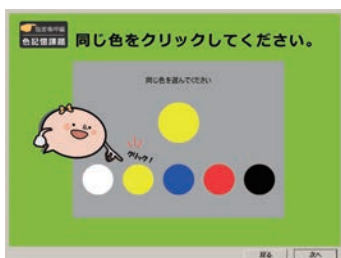 色記憶課題
同じ色をクリックしてください。
同じ色を選んでください
クリック！
戻る
次へ